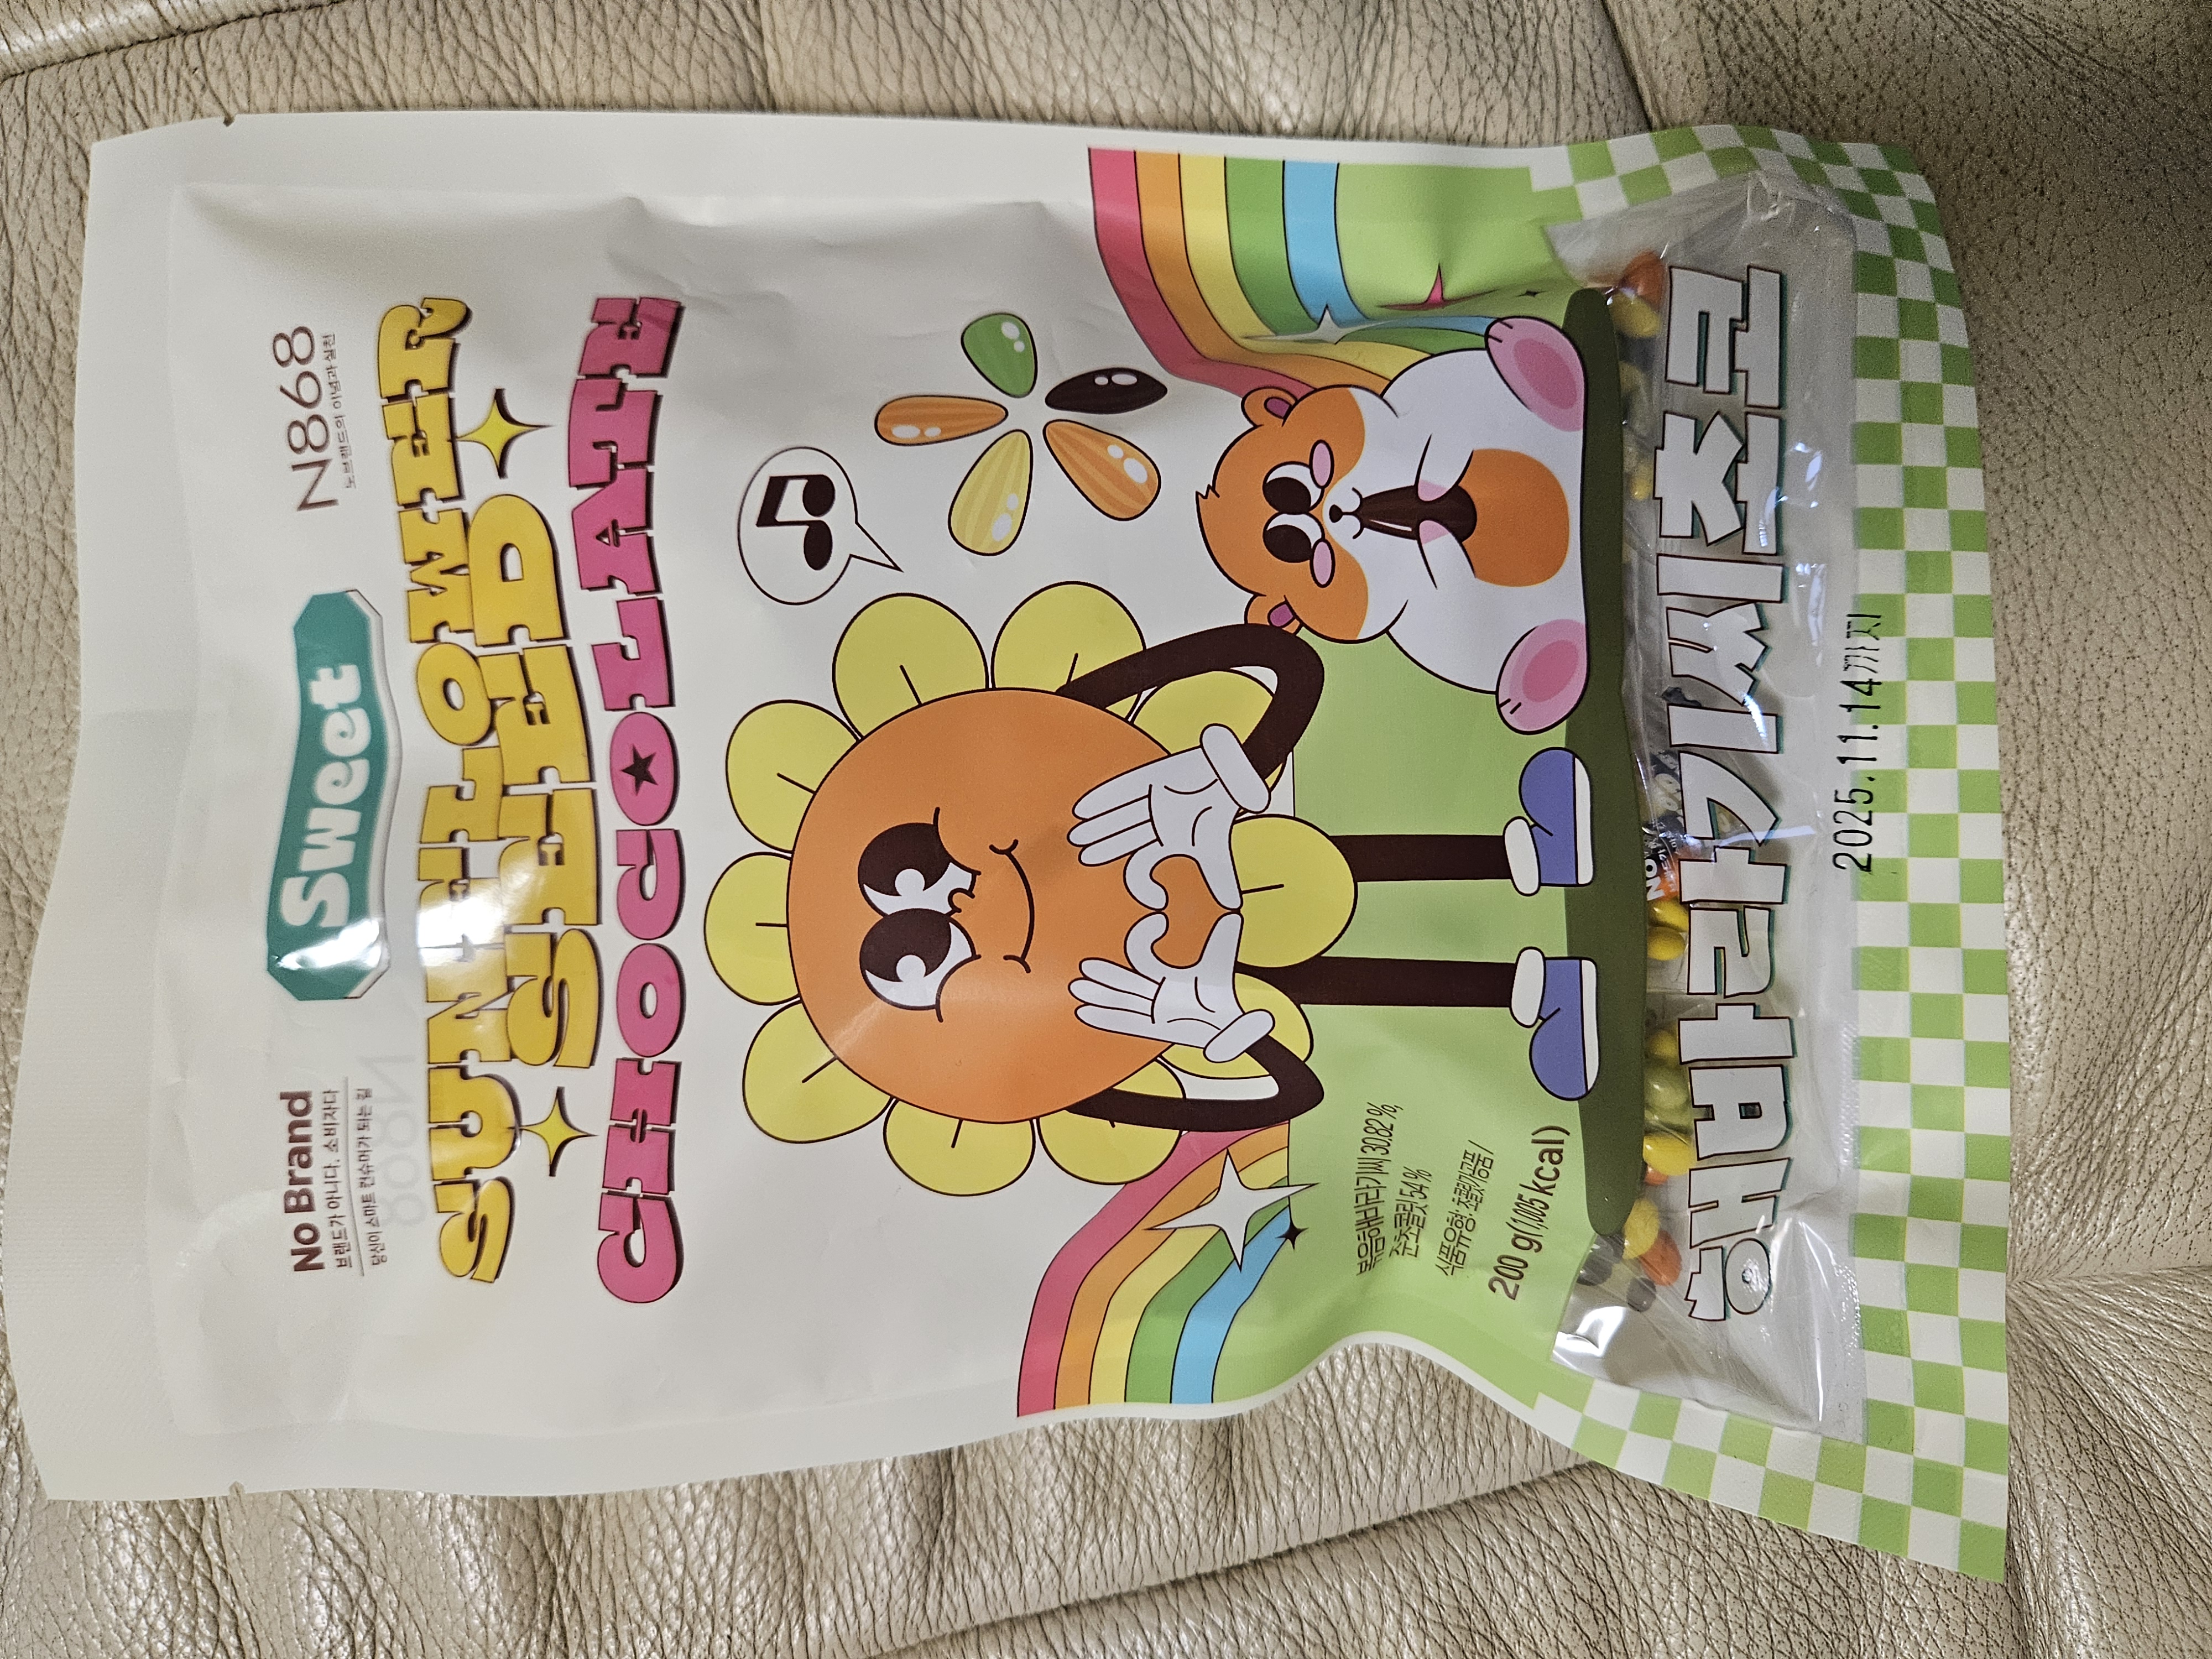 No Brand
브랜드가 아니다. 소비자다
당신이 스마트 컨슈머가 되는 길
Sweet
N868
노브랜드의 이념과 실천
SUNFLOWER
SEED
CHOCOLATE
볶음해바라기씨 30.82 %,
준초콜릿 54 %
식품유형: 초콜릿가공품 /
200 g (1,005 kcal)
해바라기씨초코
2025. 11. 14까지